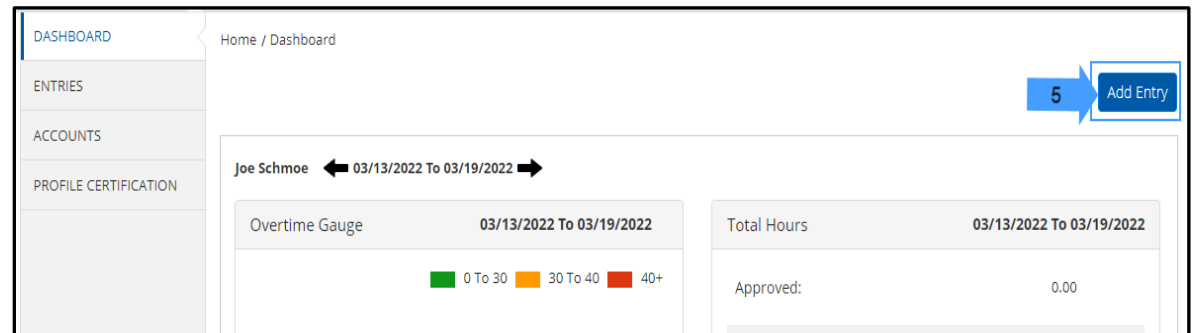 DASHBOARD
ENTRIES
ACCOUNTS
PROFILE CERTIFICATION
Home / Dashboard
5
Add Entry
Joe Schmoe 03/13/2022 To 03/19/2022
Overtime Gauge 03/13/2022 To 03/19/2022
0 To 30 30 To 40 40+
Total Hours 03/13/2022 To 03/19/2022
Approved: 0.00